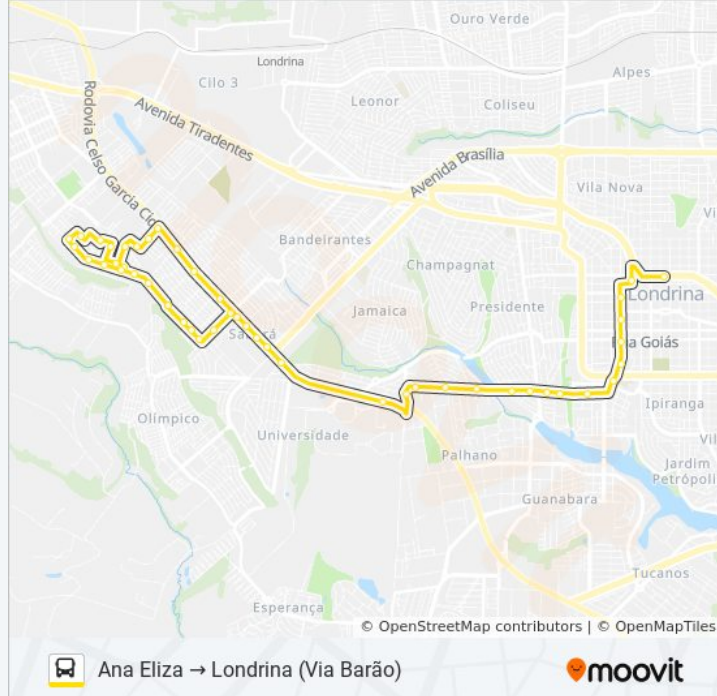 Ouro Verde
Londrina
Cilo 3
Alpes
Leonor
Coliseu
Avenida Tiradentes
Rodovia Celso Garcia Cid
Avenida Brasília
Vila Nova
Bandeirantes
Champagnat
Londrina
Jamaica
Presidente
Goiás
Olímpico
Universidade
Ipiranga
Palhano
Jardim
Petrópoli
Guanabara
Tucanos
Esperança
© OpenStreetMap contributors | © OpenMapTiles
Ana Eliza → Londrina (Via Barão)
moovit